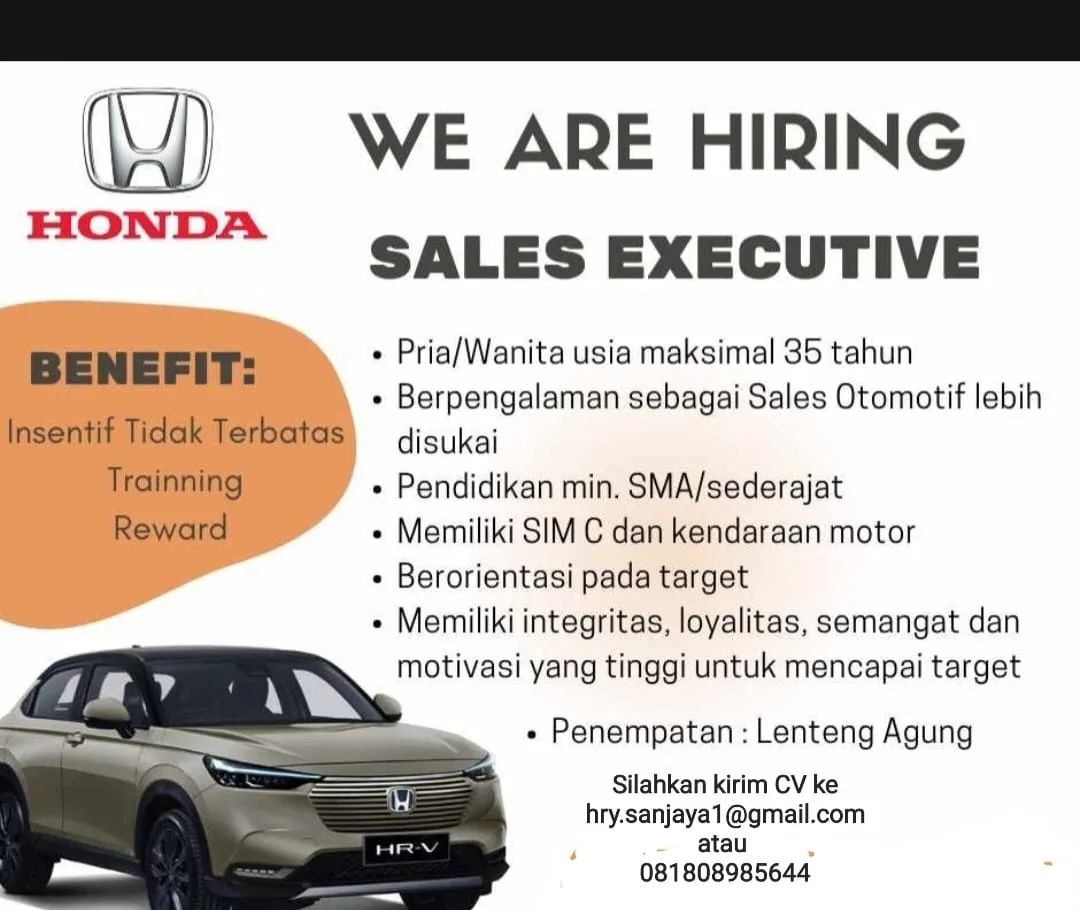 HONDA
WE ARE HIRING
SALES EXECUTIVE
BENEFIT:
Insentif Tidak Terbatas
Trainning
Reward
• Pria/Wanita usia maksimal 35 tahun
• Berpengalaman sebagai Sales Otomotif lebih
disukai
• Pendidikan min. SMA/sederajat
• Memiliki SIM C dan kendaraan motor
• Berorientasi pada target
• Memiliki integritas, loyalitas, semangat dan
motivasi yang tinggi untuk mencapai target
• Penempatan : Lenteng Agung
Silahkan kirim CV ke
hry.sanjaya1@gmail.com
atau
081808985644
HR-V